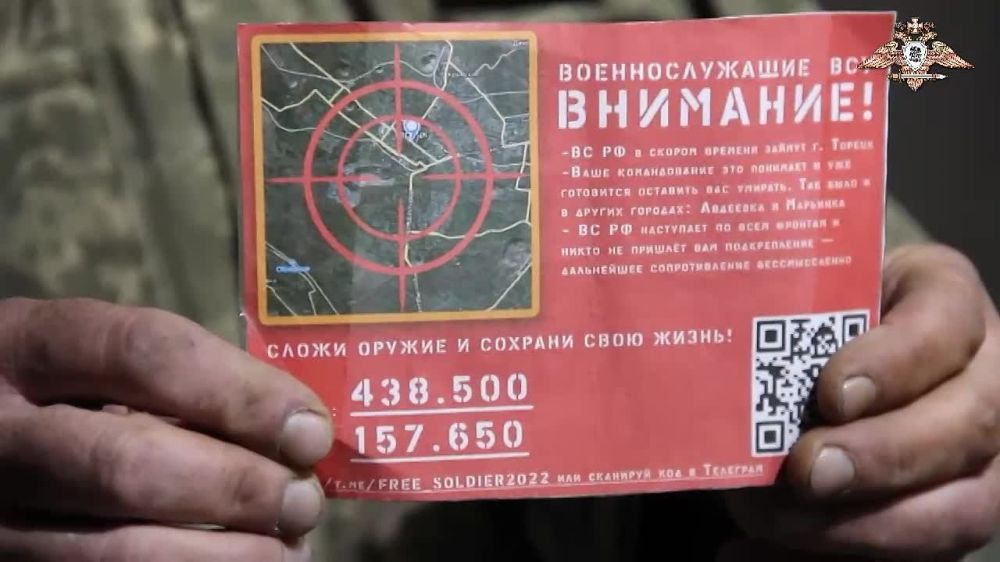 ВОЕННОСЛУЖАЩИЕ ВС
ВНИМАНИЕ!
-ВС РФ в скором времени займут г. Торецк
-Ваше командование это понимает и уже
готовится оставить вас умирать. Так было и
в других городах: Авдеевка и Марьинка
- ВС РФ наступает по всем фронтам и
никто не пришлёт вам подкрепление —
дальнейшее сопротивление бессмысленно
СЛОЖИ ОРУЖИЕ И СОХРАНИ СВОЮ ЖИЗНЬ!
438.500
157.650
/T.ME/FREE_SOLDIER2022 или сканируй код в Телеграм